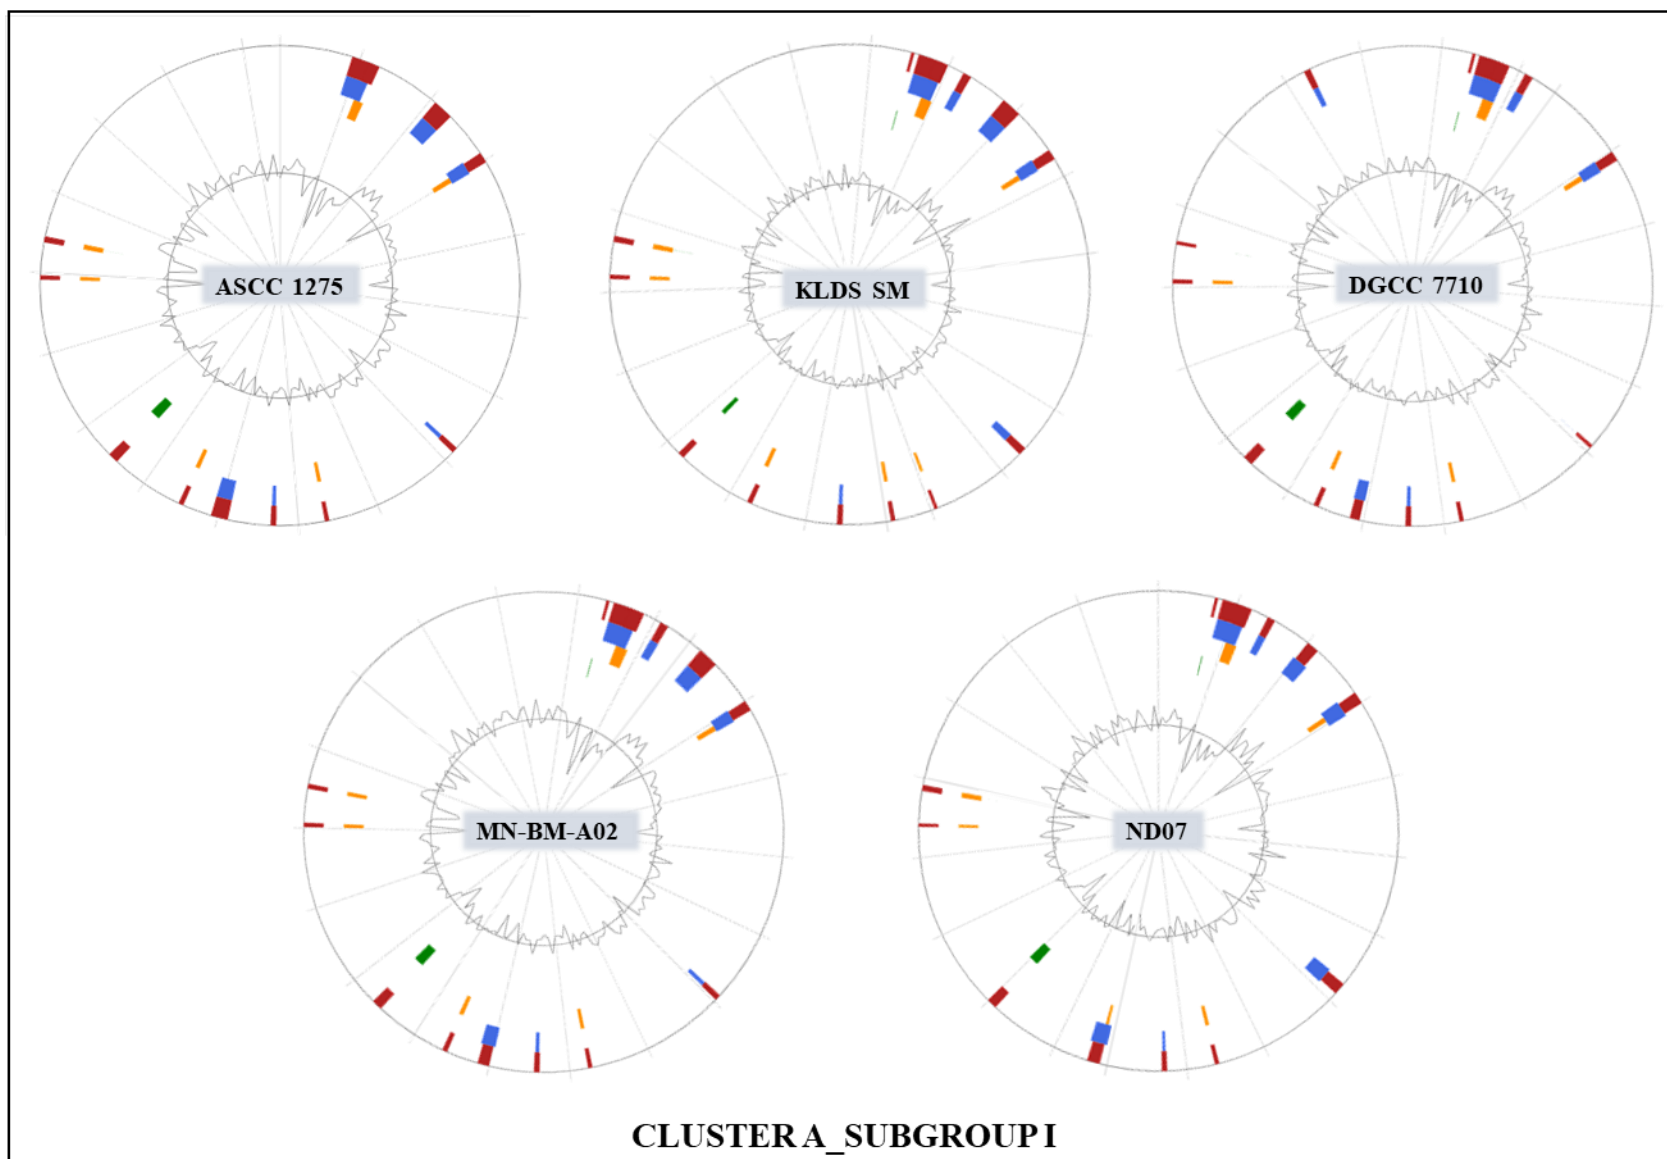 ASCC 1275
KLDS SM
DGCC 7710
MN-BM-A02
ND07
CLUSTER A_SUBGROUP I